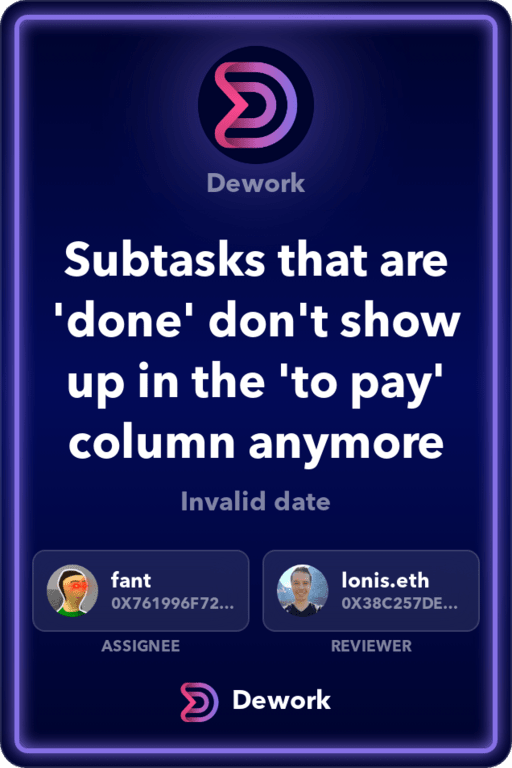 Dework
Subtasks that are
'done' don't show
up in the 'to pay'
column anymore
Invalid date
fant
0X761996F72...
lonis.eth
0X38C257DE...
ASSIGNEE
REVIEWER
Dework